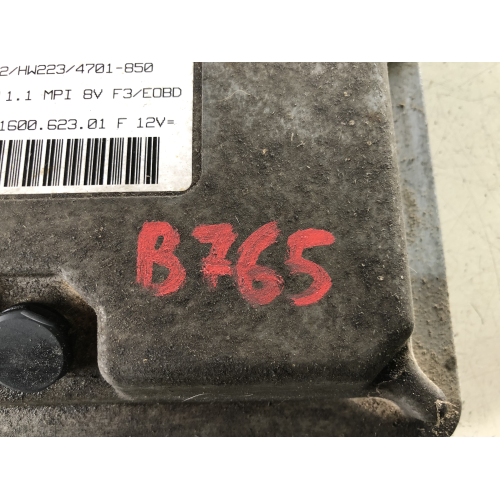 2/HW223/4701-850
1.1 MPI 8V F3/EOBD
1600.623.01 F 12V=
B765